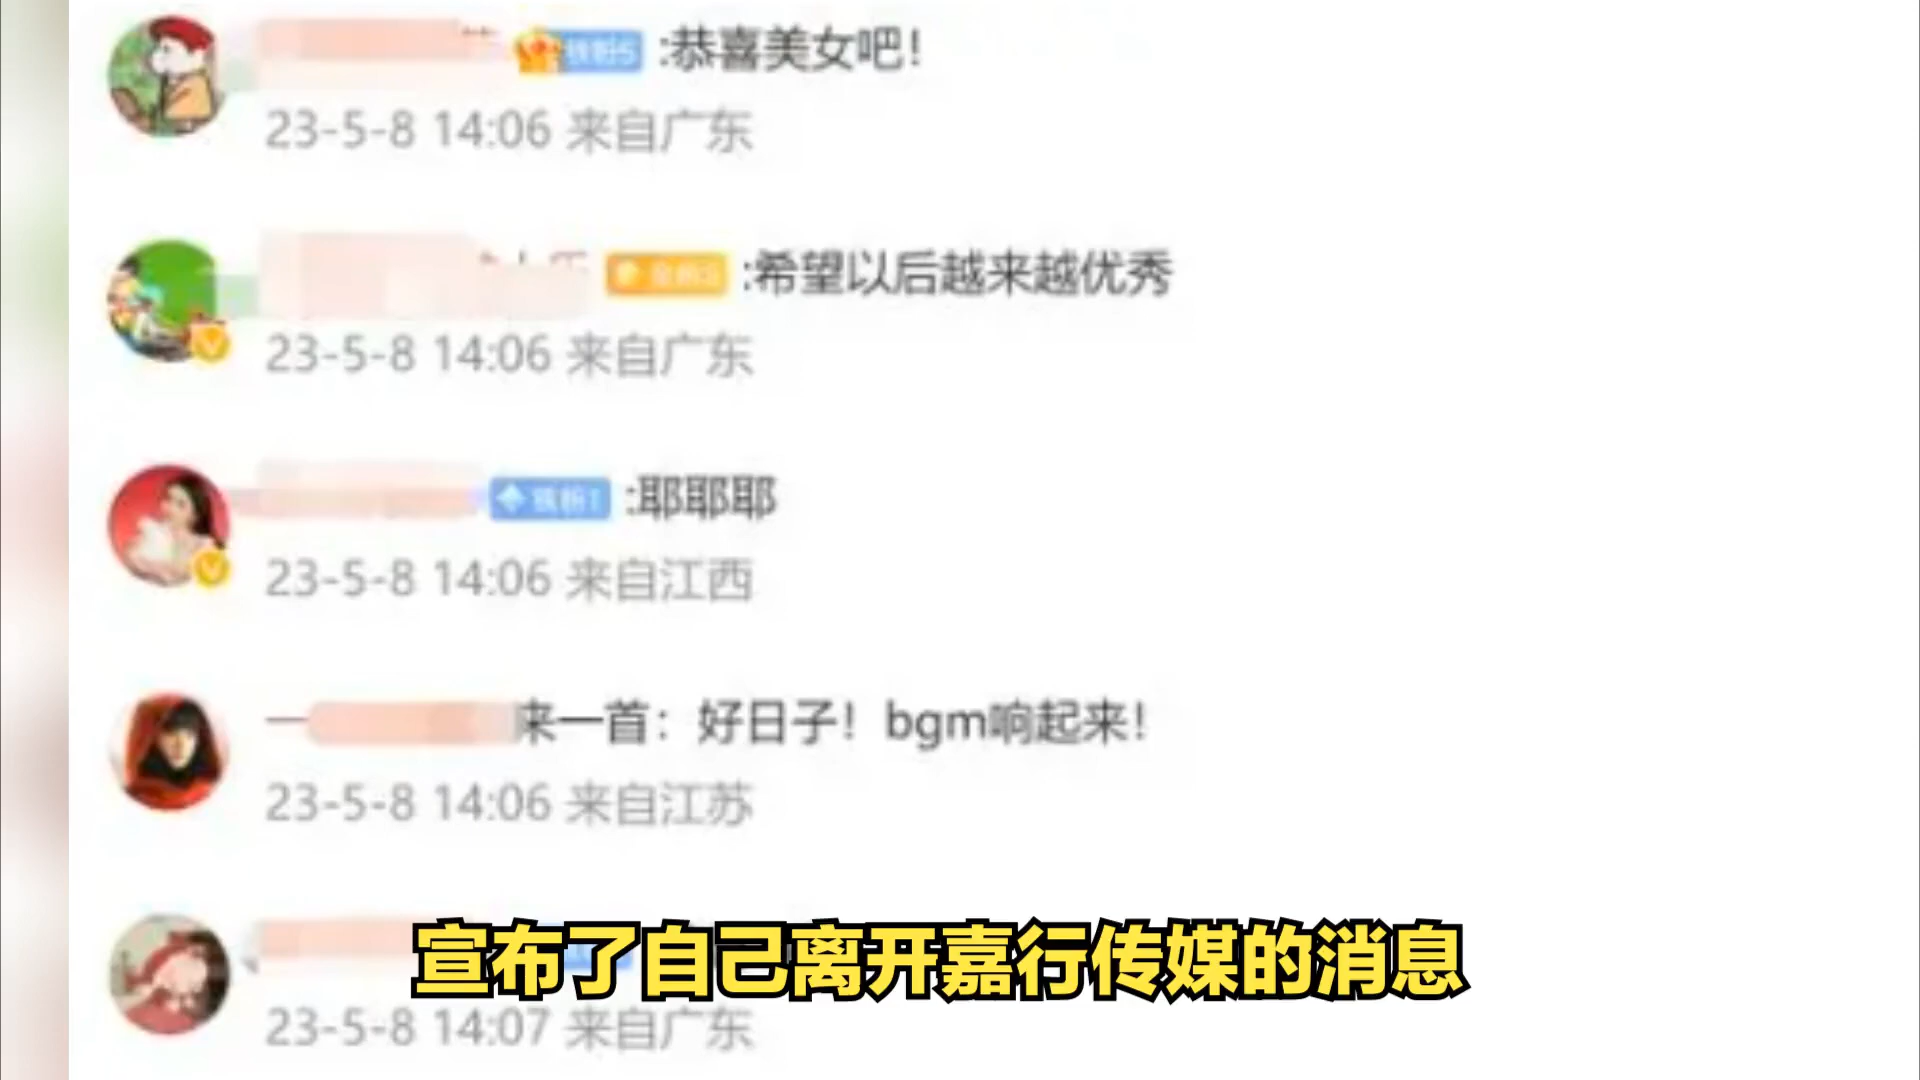 :恭喜美女吧！
23-5-8 14:06 来自广东
:希望以后越来越优秀
23-5-8 14:06 来自广东
:耶耶耶
23-5-8 14:06 来自江西
一
来一首：好日子！bgm响起来！
23-5-8 14:06 来自江苏
宣布了自己离开嘉行传媒的消息
23-5-8 14:07 来自广东